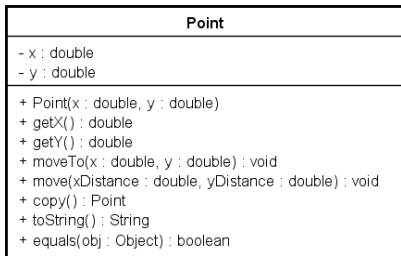 Point
- x : double
- y : double
+ Point(x : double, y : double)
+ getX() : double
+ getY() : double
+ moveTo(x : double, y : double) : void
+ move(xDistance : double, yDistance : double) : void
+ copy() : Point
+ toString() : String
+ equals(obj : Object) : boolean